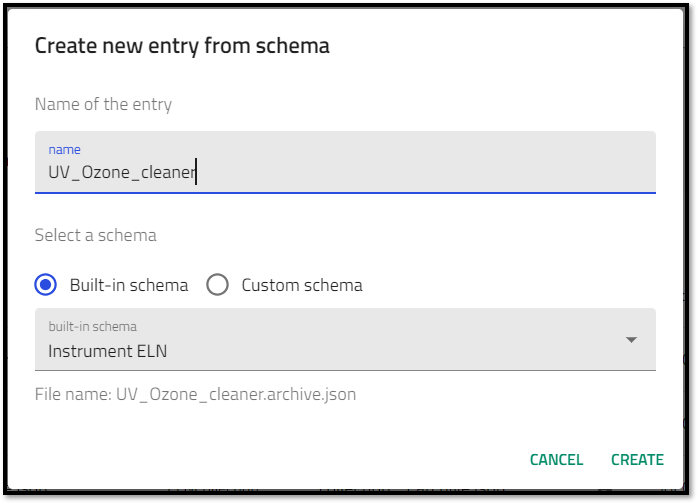 Create new entry from schema
Name of the entry
name
UV_Ozone_cleaner
Select a schema
Built-in schema Custom schema
built-in schema
Instrument ELN
File name: UV_Ozone_cleaner.archive.json
CANCEL CREATE